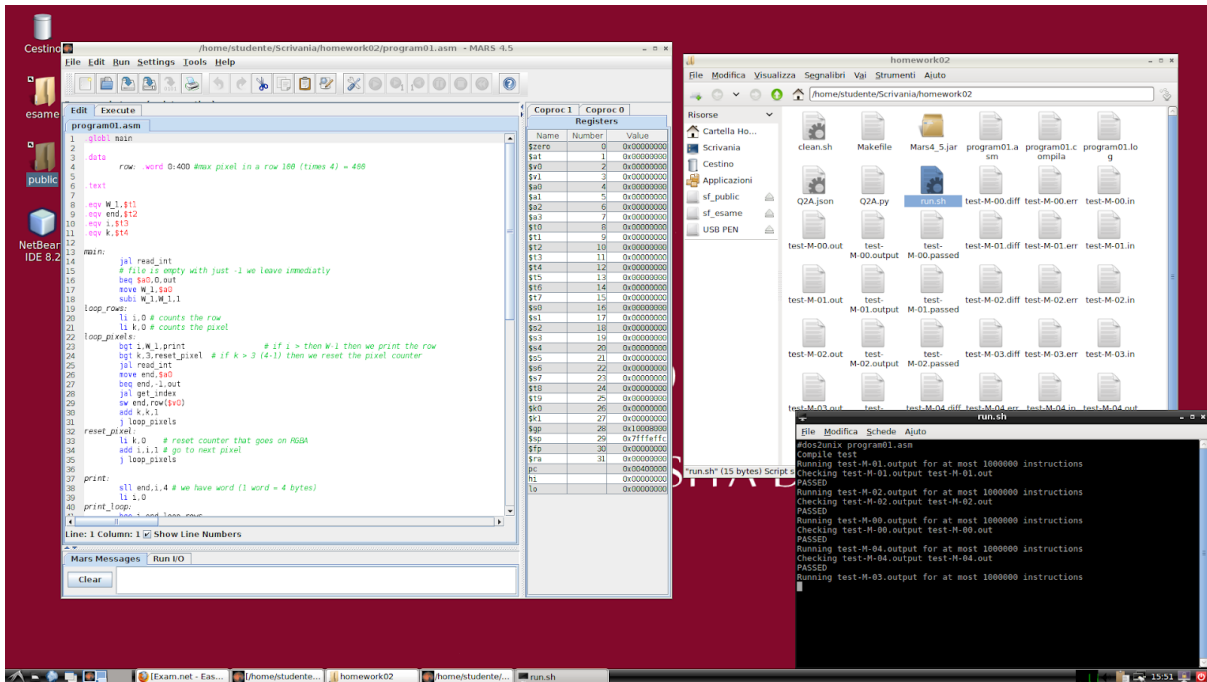 Cestino
esame
public
NetBear
IDE 8.2
/home/studente/Scrivania/homework02/program01.asm - MARS 4.5
File Edit Run Settings Tools Help
Edit Execute
program01.asm
1 .globl main
2
3 .data
4 row: .word 0:400 #max pixel in a row 100 (times 4) = 400
5
6 .text
7
8 .eqv W_1,$t1
9 .eqv end,$t2
10 .eqv i,$t3
11 .eqv k,$t4
12
13 main:
14 jal read_int
15 # file is empty with just -1 we leave immediatly
16 beq $a0,0,out
17 move W_1,$a0
18 subi W_1,W_1,1
19 loop_rows:
20 li i,0 # counts the row
21 li k,0 # counts the pixel
22 loop_pixels:
23 bgt i,W_1,print # if i > then W-1 then we print the row
24 bgt k,3,reset_pixel # if k > 3 (4-1) then we reset the pixel counter
25 jal read_int
26 move end,$a0
27 beq end,-1,out
28 jal get_index
29 sw end,row($v0)
30 add k,k,1
31 j loop_pixels
32 reset_pixel:
33 li k,0 # reset counter that goes on RGBA
34 add i,i,1 # go to next pixel
35 j loop_pixels
36
37 print:
38 sll end,i,4 # we have word (1 word = 4 bytes)
39 li i,0
40 print_loop:
Line: 1 Column: 1 Show Line Numbers
Mars Messages Run I/O
Clear
Coproc 1 Coproc 0
Registers
Name Number Value
$zero 0 0x00000000
$at 1 0x00000000
$v0 2 0x00000000
$v1 3 0x00000000
$a0 4 0x00000000
$a1 5 0x00000000
$a2 6 0x00000000
$a3 7 0x00000000
$t0 8 0x00000000
$t1 9 0x00000000
$t2 10 0x00000000
$t3 11 0x00000000
$t4 12 0x00000000
$t5 13 0x00000000
$t6 14 0x00000000
$t7 15 0x00000000
$s0 16 0x00000000
$s1 17 0x00000000
$s2 18 0x00000000
$s3 19 0x00000000
$s4 20 0x00000000
$s5 21 0x00000000
$s6 22 0x00000000
$s7 23 0x00000000
$t8 24 0x00000000
$t9 25 0x00000000
$k0 26 0x00000000
$k1 27 0x00000000
$gp 28 0x10008000
$sp 29 0x7fffeffc
$fp 30 0x00000000
$ra 31 0x00000000
pc 0x00400000
hi 0x00000000
lo 0x00000000
homework02
File Modifica Visualizza Segnalibri Vai Strumenti Aiuto
/home/studente/Scrivania/homework02
Risorse
Cartella Ho...
Scrivania
Cestino
Applicazioni
sf_public
sf_esame
USB PEN
clean.sh Makefile Mars4_5.jar program01.a program01.c program01.lo
sm ompila g
Q2A.json Q2A.py run.sh test-M-00.diff test-M-00.err test-M-00.in
test-M-00.out test- test- test-M-01.diff test-M-01.err test-M-01.in
M-00.output M-00.passed
test-M-01.out test- test- test-M-02.diff test-M-02.err test-M-02.in
M-01.output M-01.passed
test-M-02.out test- test- test-M-03.diff test-M-03.err test-M-03.in
M-02.output M-02.passed
test-M-03.out test- test-M-04.diff test-M-04.err test-M-04.in test-M-04.out
"run.sh" (15 bytes) Script s
run.sh
File Modifica Schede Aiuto
#dos2unix program01.asm
Compile test
Running test-M-01.output for at most 1000000 instructions
Checking test-M-01.output test-M-01.out
PASSED
Running test-M-02.output for at most 1000000 instructions
Checking test-M-02.output test-M-02.out
PASSED
Running test-M-00.output for at most 1000000 instructions
Checking test-M-00.output test-M-00.out
PASSED
Running test-M-04.output for at most 1000000 instructions
Checking test-M-04.output test-M-04.out
PASSED
Running test-M-03.output for at most 1000000 instructions
[Exam.net - Eas... [/home/studente... homework02 /home/studente/... run.sh
15:51